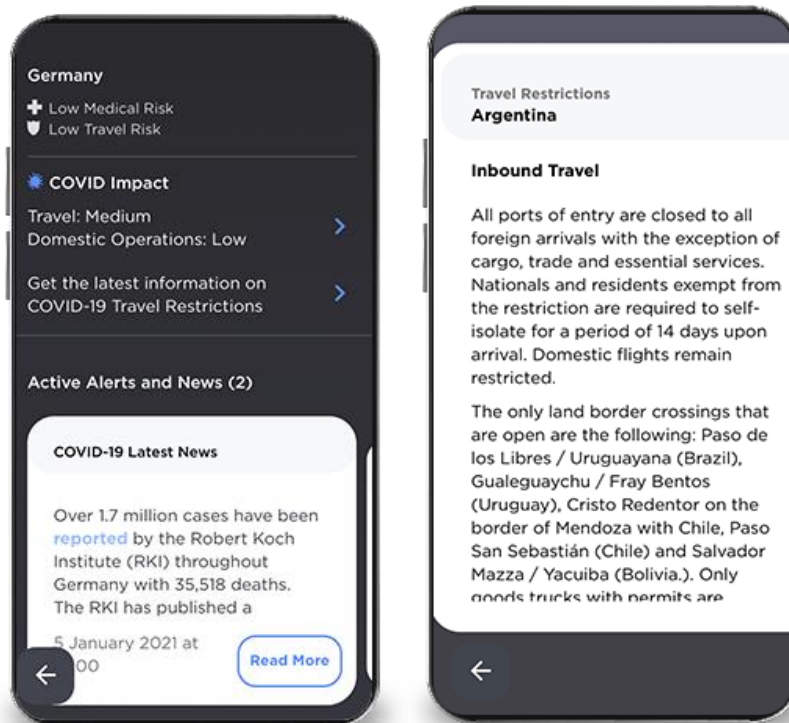 Germany
Low Medical Risk
Low Travel Risk
COVID Impact
Travel: Medium
Domestic Operations: Low
Get the latest information on
COVID-19 Travel Restrictions
Active Alerts and News (2)
COVID-19 Latest News
Over 1.7 million cases have been
reported by the Robert Koch
Institute (RKI) throughout
Germany with 35,518 deaths.
The RKI has published a
5 January 2021 at
00
Read More
Travel Restrictions
Argentina
Inbound Travel
All ports of entry are closed to all
foreign arrivals with the exception of
cargo, trade and essential services.
Nationals and residents exempt from
the restriction are required to self-
isolate for a period of 14 days upon
arrival. Domestic flights remain
restricted.
The only land border crossings that
are open are the following: Paso de
los Libres / Uruguayana (Brazil),
Gualeguaychu / Fray Bentos
(Uruguay), Cristo Redentor on the
border of Mendoza with Chile, Paso
San Sebastián (Chile) and Salvador
Mazza / Yacuiba (Bolivia.). Only
goods trucks with permits are